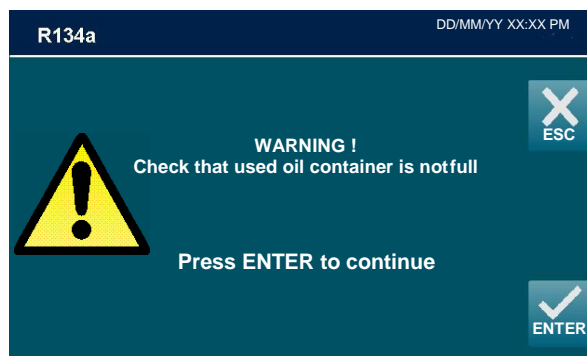 R134a
DD/MM/YY XX:XX PM
ESC
WARNING !
Check that used oil container is notfull
Press ENTER to continue
ENTER